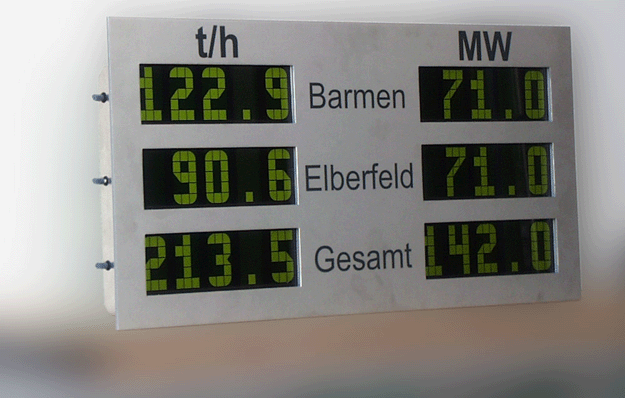 t/h MW
122.9 Barmen 71.0
90.6 Elberfeld 71.0
213.5 Gesamt 142.0